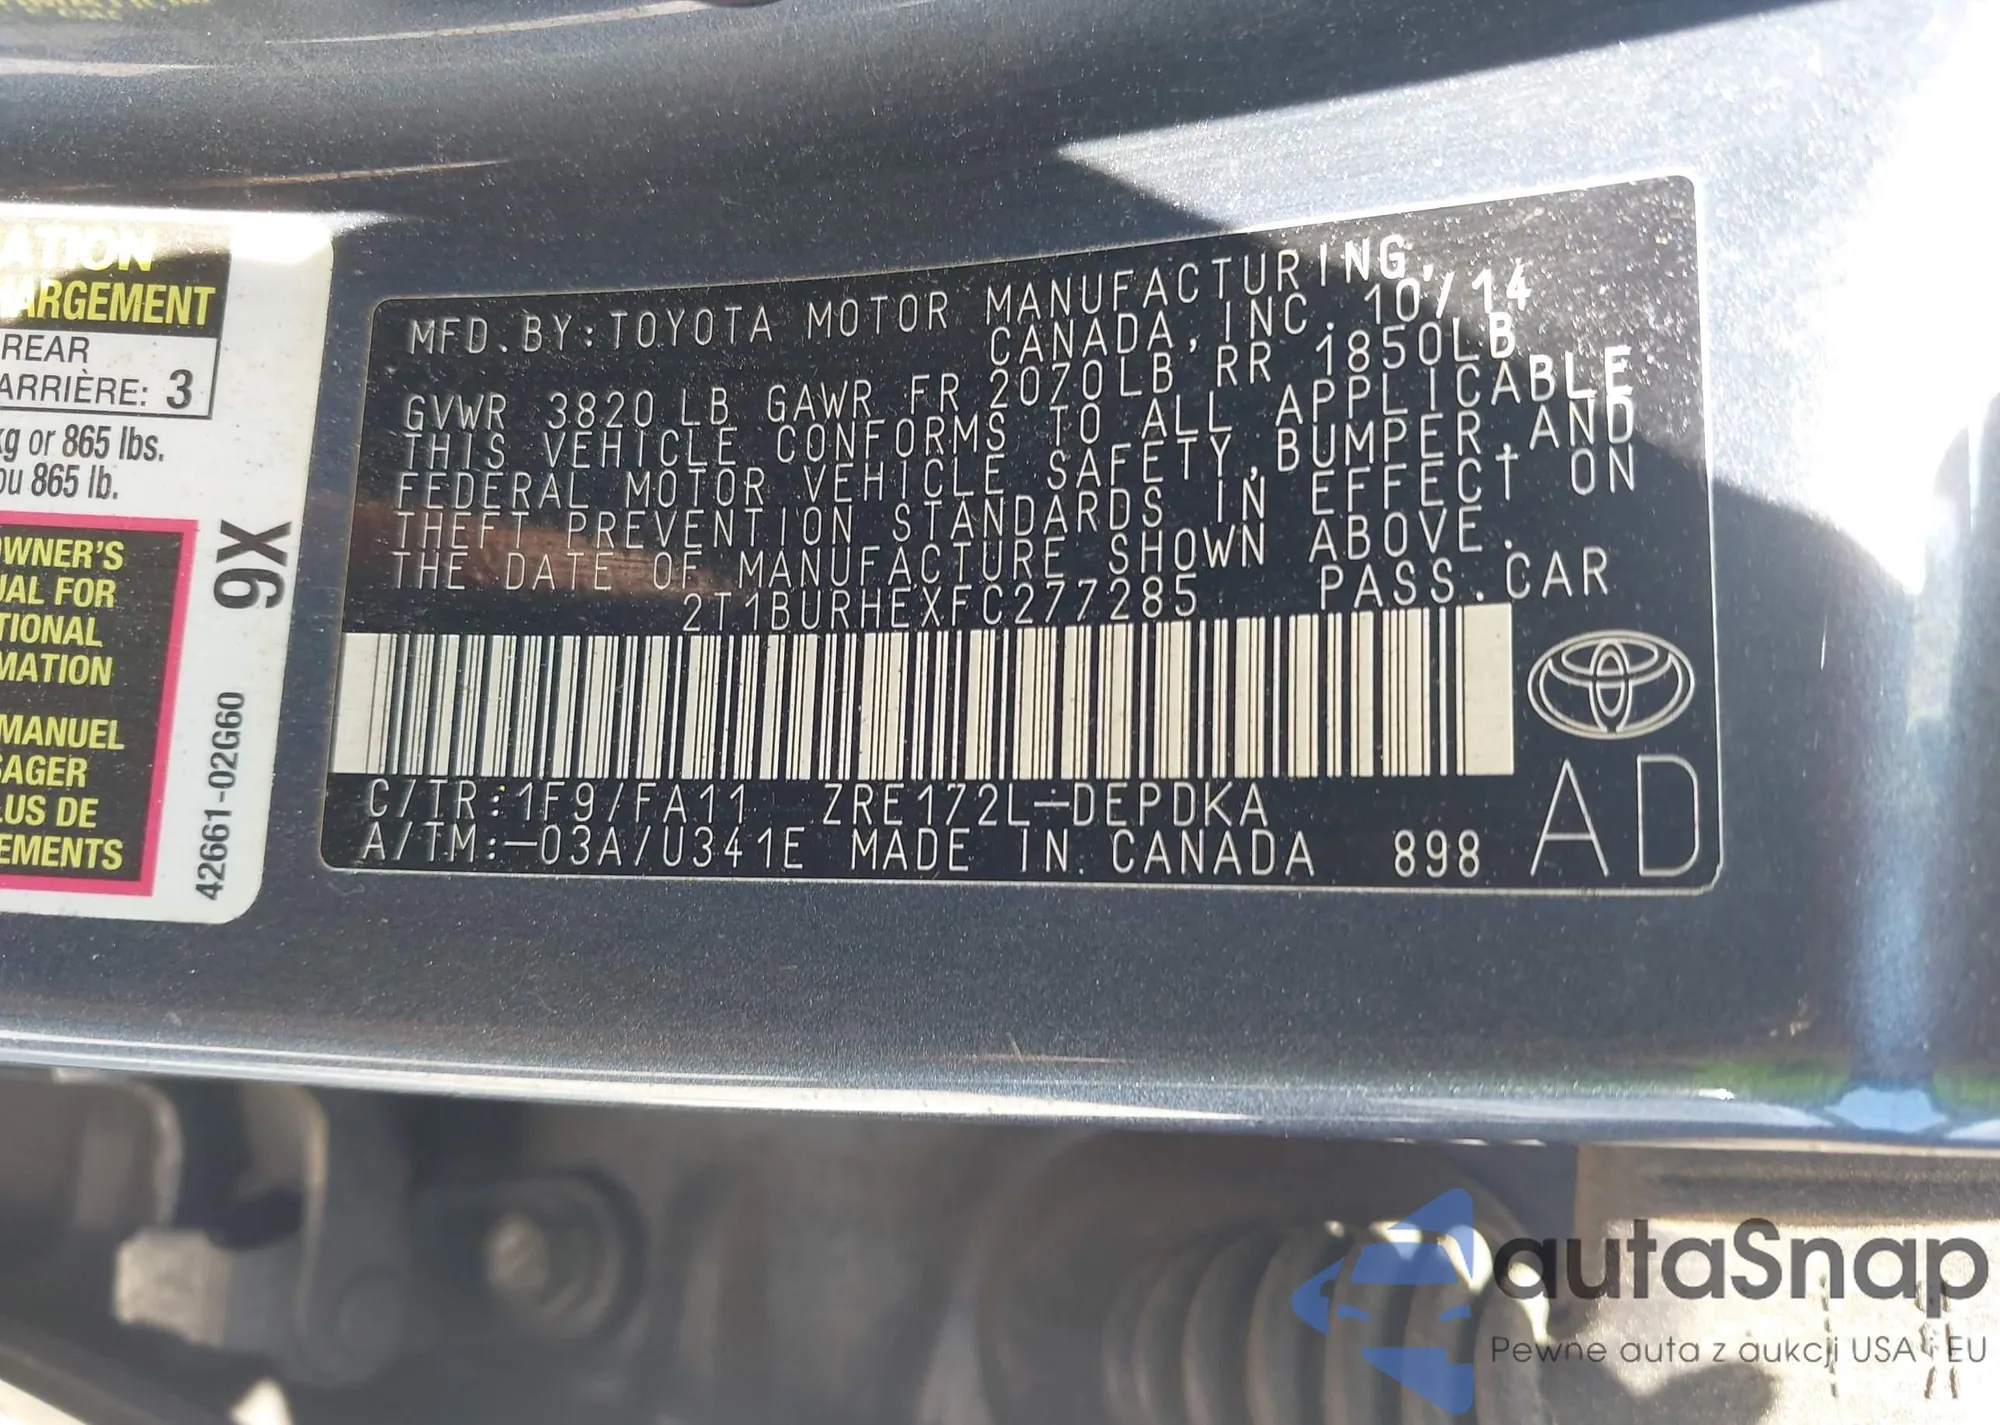 ATION
ARGEMENT
REAR
ARRIÈRE: 3
kg or 865 lbs.
ou 865 lb.
OWNER'S
UAL FOR
TIONAL
MATION
MANUEL
SAGER
LUS DE
EMENTS
9X
42661-02G60
MFD. BY: TOYOTA MOTOR MANUFACTURING,
CANADA, INC. 10/14
GVWR 3820 LB GAWR FR 2070LB RR 1850LB
THIS VEHICLE CONFORMS TO ALL APPLICABLE
FEDERAL MOTOR VEHICLE SAFETY, BUMPER, AND
THEFT PREVENTION STANDARDS IN EFFECT ON
THE DATE OF MANUFACTURE SHOWN ABOVE.
2T1BURHEXFC277285 PASS. CAR
C/TR: 1F9/FA11 ZRE172L-DEPDKA
A/TM: -03A/U341E MADE IN CANADA 898
AD
autaSnap
Pewne auta z aukcji USA i EU